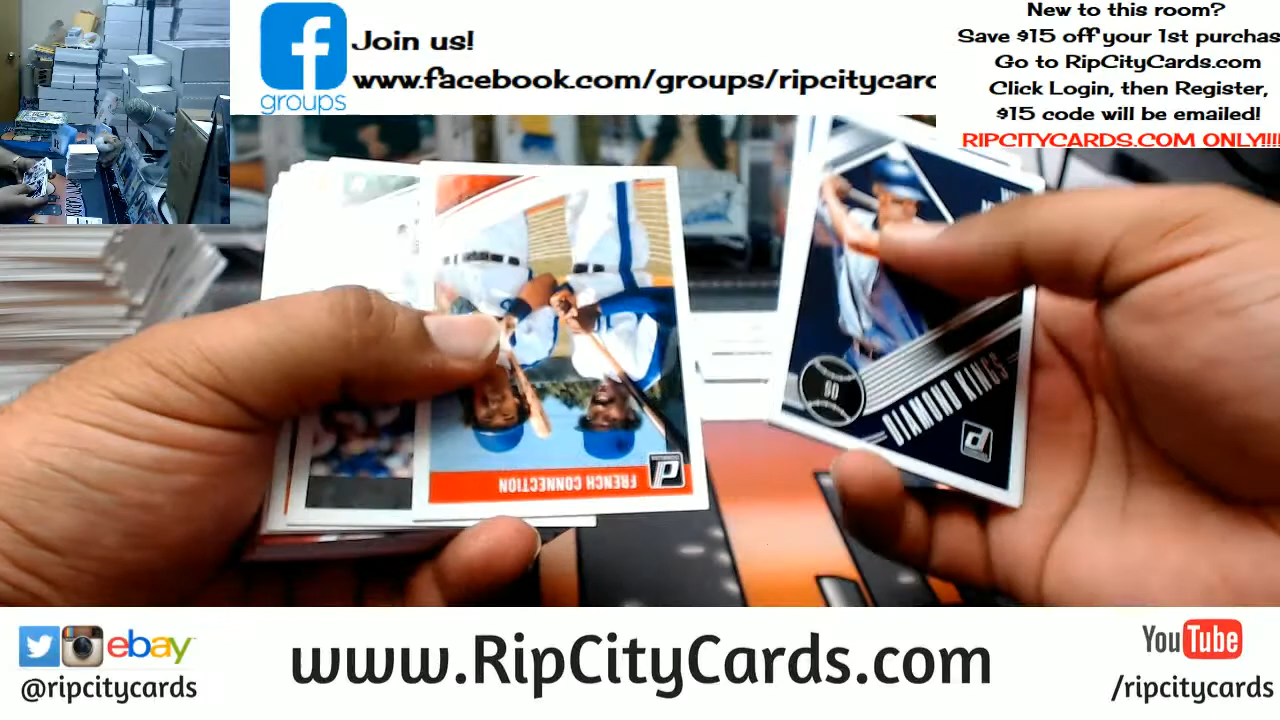 Join us!
www.facebook.com/groups/ripcitycarc
groups
New to this room?
Save $15 off your 1st purchas
Go to RipCityCards.com
Click Login, then Register,
$15 code will be emailed!
RIPCITYCARDS.COM ONLY!!!!
FRENCH CONNECTION
DIAMOND KINGS
ebay
@ripcitycards
www.RipCityCards.com
YouTube
/ripcitycards